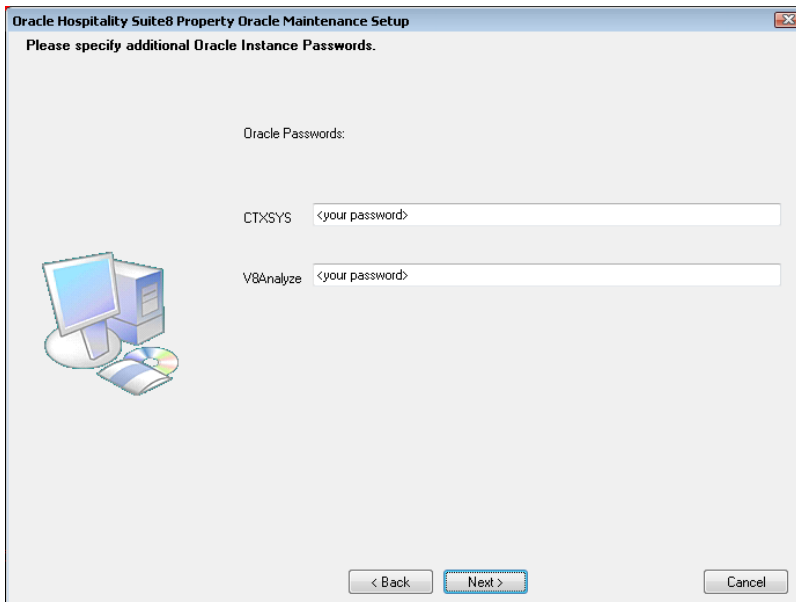 Oracle Hospitality Suite8 Property Oracle Maintenance Setup
Please specify additional Oracle Instance Passwords.
Oracle Passwords:
CTXSYS <your password>
V8Analyze <your password>
< Back Next > Cancel